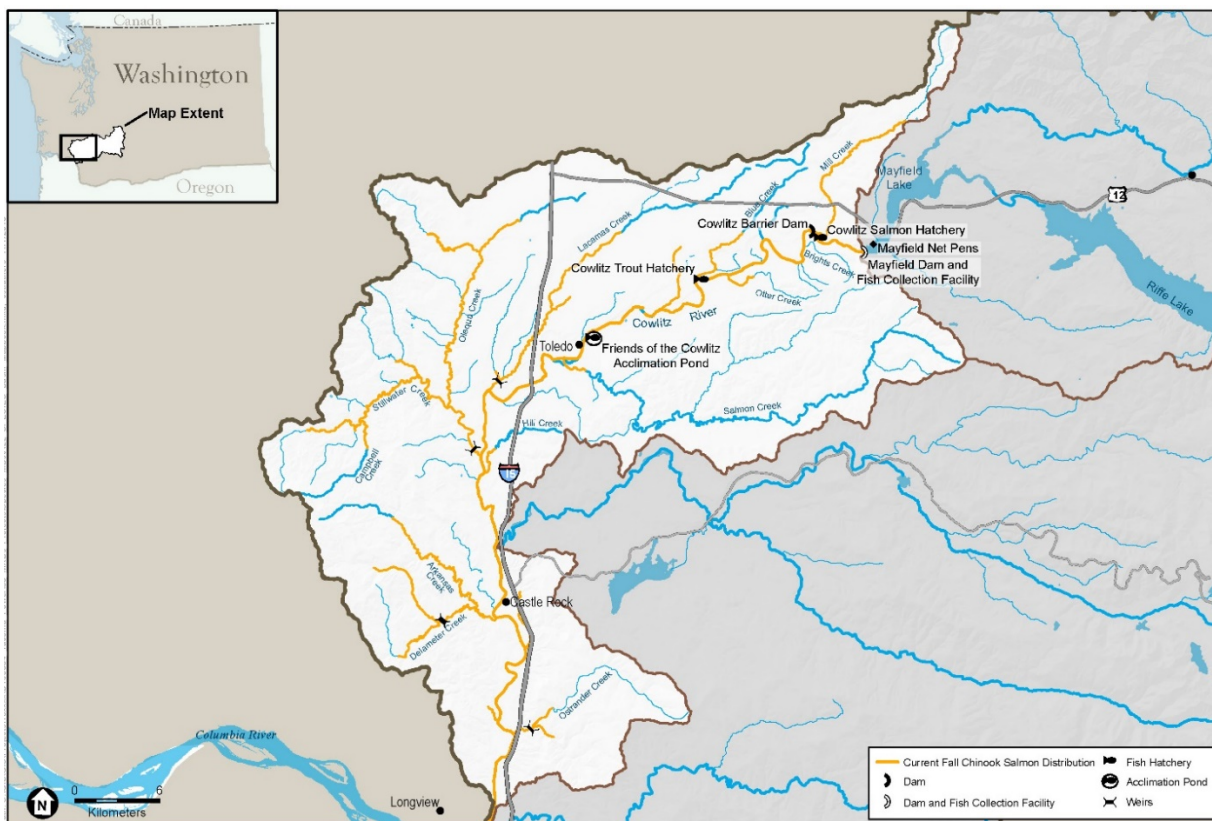 Canada
Washington
Map Extent
Oregon
Mill Creek
Mayfield
Lake
12
Blue Creek
Lacamas Creek
Cowlitz Barrier Dam
Cowlitz Salmon Hatchery
Mayfield Net Pens
Mayfield Dam and
Fish Collection Facility
Brights Creek
Cowlitz Trout Hatchery
Otter Creek
Riffe Lake
Olequa Creek
Cowlitz River
Toledo
Friends of the Cowlitz
Acclimation Pond
Stillwater Creek
Salmon Creek
Hill Creek
Campbell
Creek
15
Arkansas
Creek
Castle Rock
Delameter Creek
Ostrander Creek
Columbia River
Longview
N
0 6
Kilometers
Current Fall Chinook Salmon Distribution
Dam
Dam and Fish Collection Facility
Fish Hatchery
Acclimation Pond
Weirs